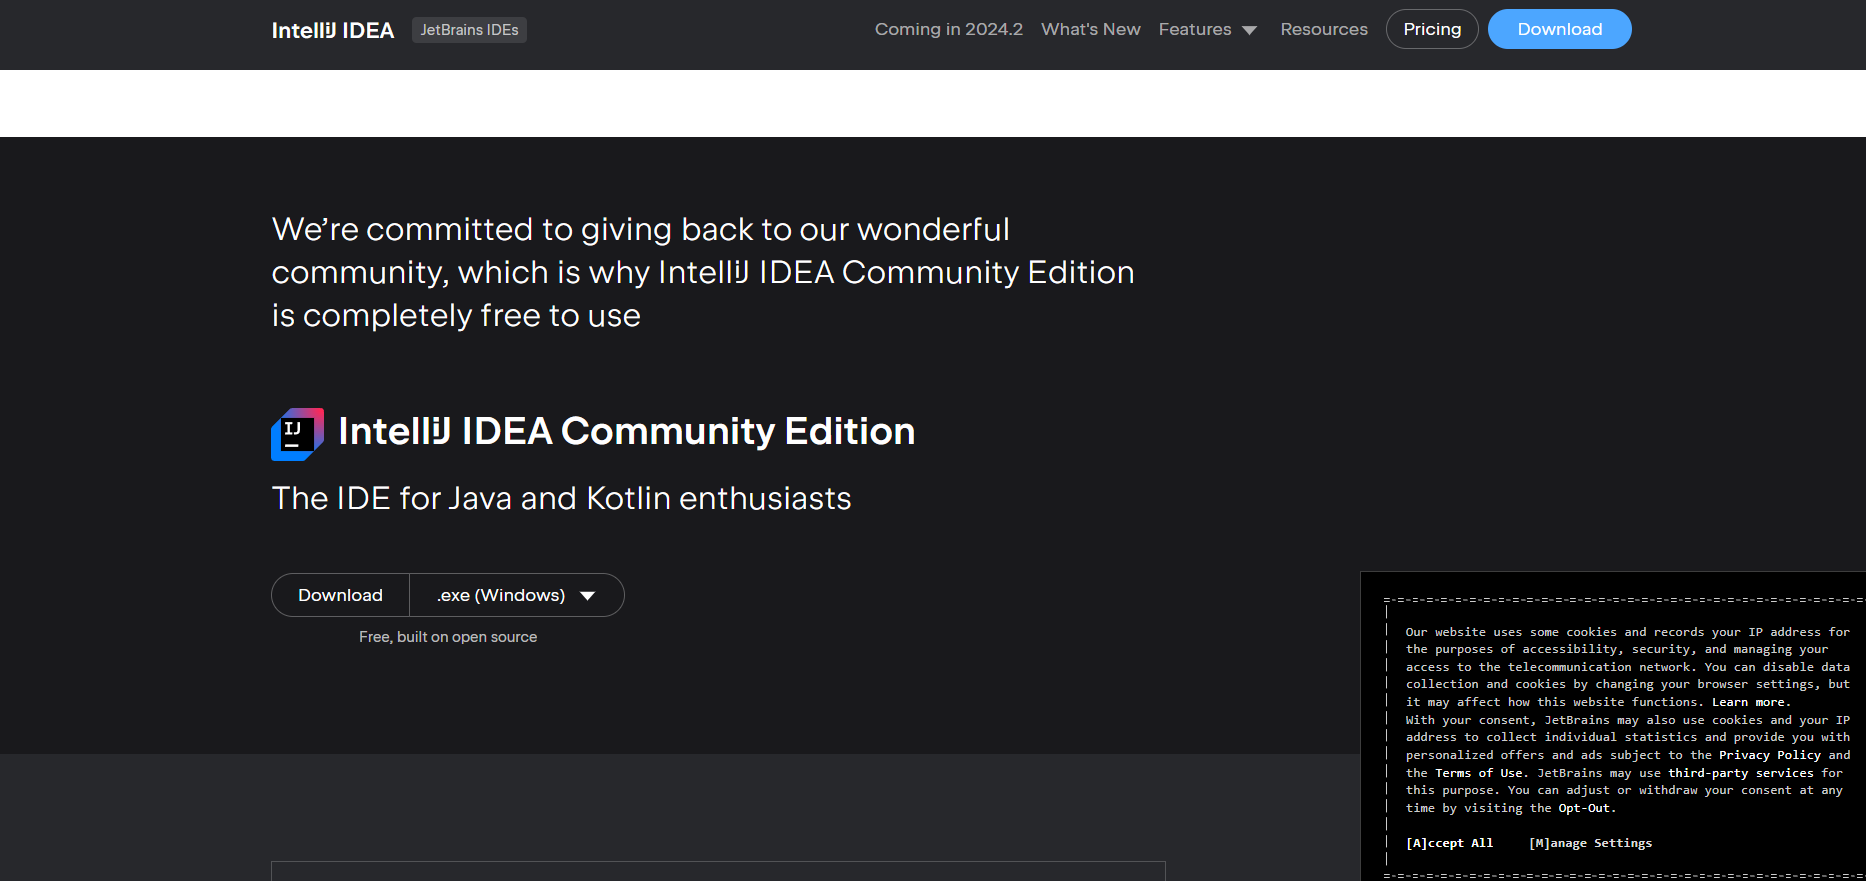 IntelliJ IDEA JetBrains IDEs Coming in 2024.2 What's New Features Resources Pricing Download
We’re committed to giving back to our wonderful
community, which is why IntelliJ IDEA Community Edition
is completely free to use
IJ
IntelliJ IDEA Community Edition
The IDE for Java and Kotlin enthusiasts
Download .exe (Windows)
Free, built on open source
Our website uses some cookies and records your IP address for
the purposes of accessibility, security, and managing your
access to the telecommunication network. You can disable data
collection and cookies by changing your browser settings, but
it may affect how this website functions. Learn more.
With your consent, JetBrains may also use cookies and your IP
address to collect individual statistics and provide you with
personalized offers and ads subject to the Privacy Policy and
the Terms of Use. JetBrains may use third-party services for
this purpose. You can adjust or withdraw your consent at any
time by visiting the Opt-Out.
[A]ccept All [M]anage Settings